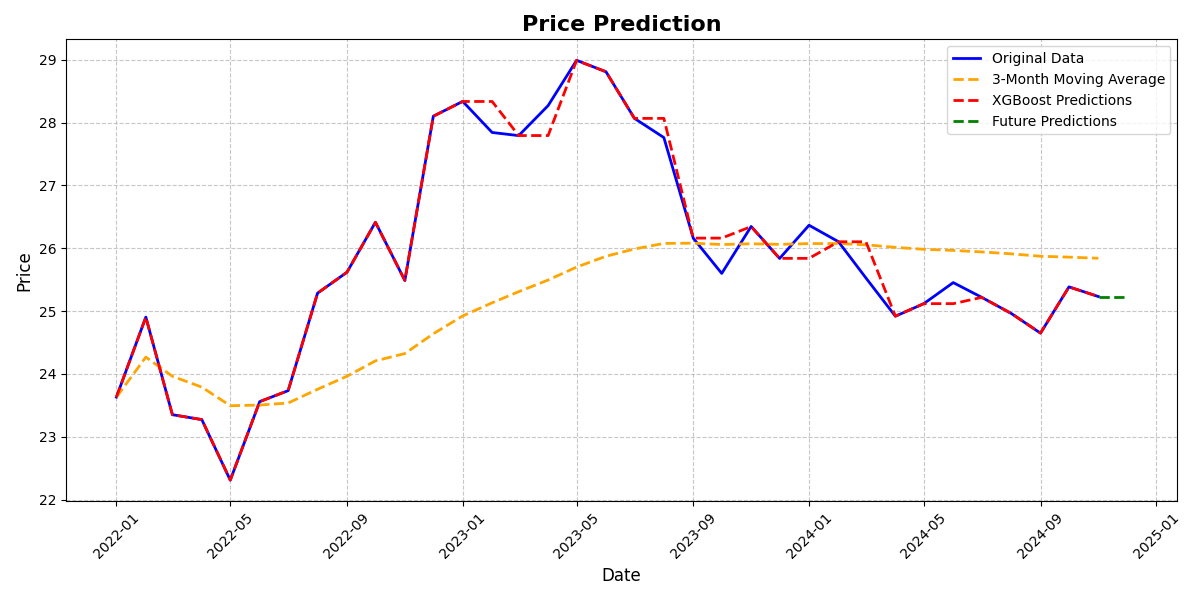 Price Prediction
Original Data
3-Month Moving Average
XGBoost Predictions
Future Predictions
Price
29
28
27
26
25
24
23
22
2022-01
2022-05
2022-09
2023-01
2023-05
2023-09
2024-01
2024-05
2024-09
2025-01
Date